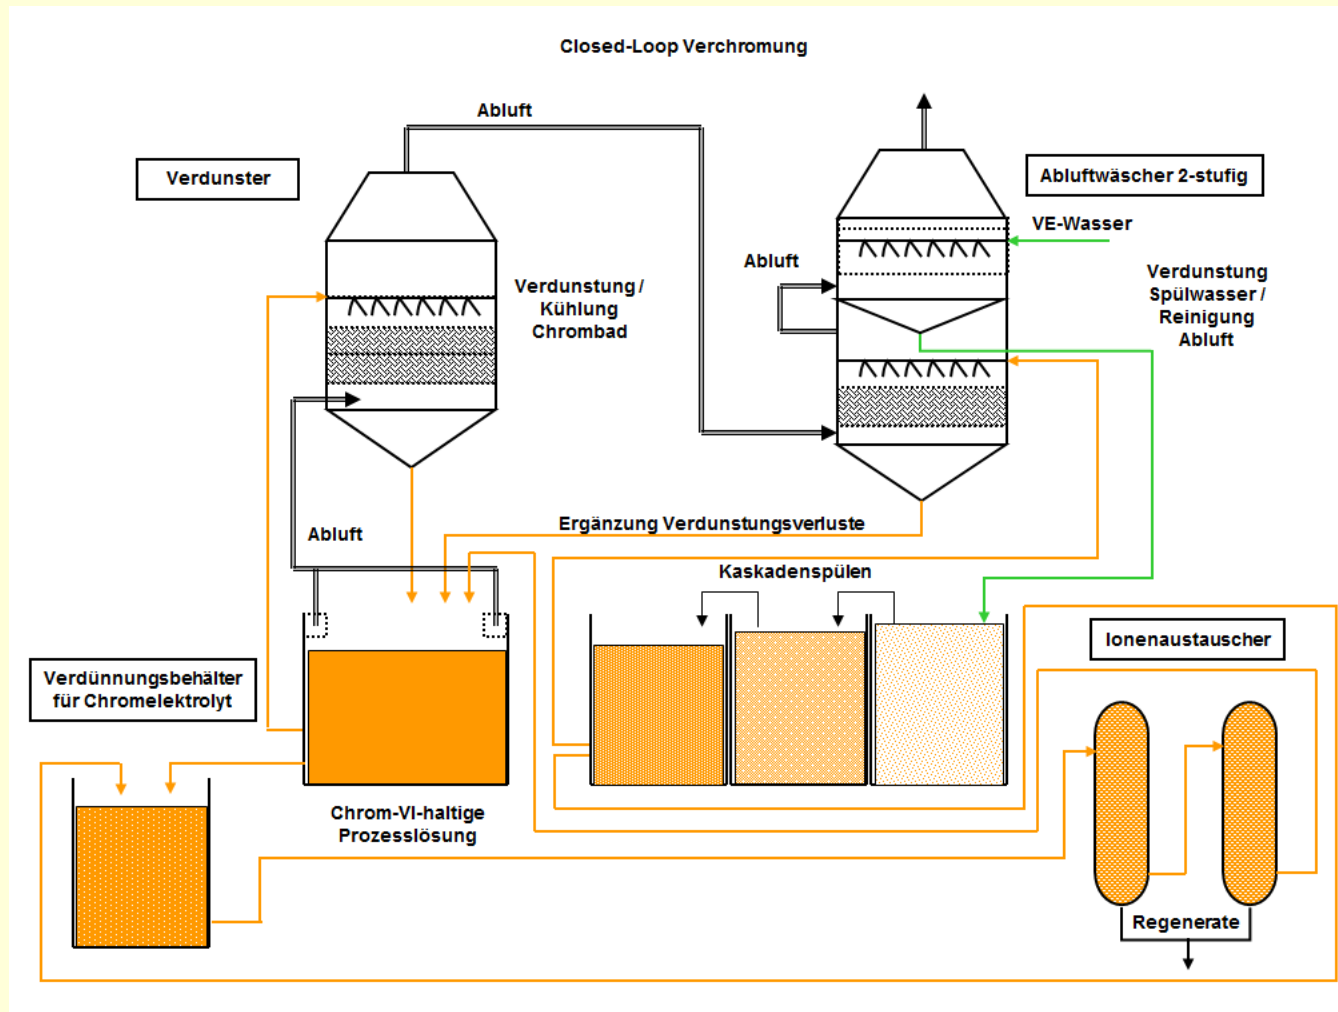 Closed-Loop Verchromung
Abluft
Verdunster
Abluftwäscher 2-stufig
VE-Wasser
Abluft
Verdunstung /
Kühlung
Chrombad
Verdunstung
Spülwasser /
Reinigung
Abluft
Abluft
Ergänzung Verdunstungsverluste
Kaskadenspülen
Ionenaustauscher
Verdünnungsbehälter
für Chromelektrolyt
Chrom-VI-haltige
Prozesslösung
Regenerate